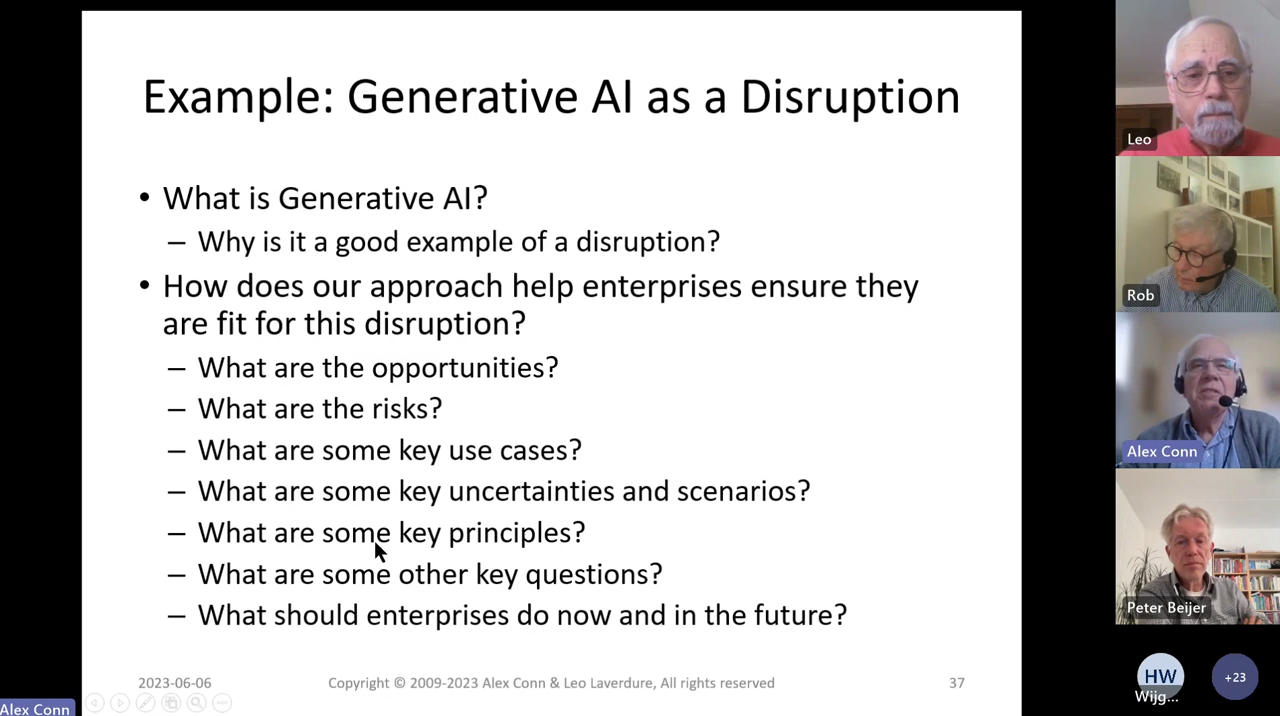 Example: Generative AI as a Disruption
• What is Generative AI?
– Why is it a good example of a disruption?
• How does our approach help enterprises ensure they
are fit for this disruption?
– What are the opportunities?
– What are the risks?
– What are some key use cases?
– What are some key uncertainties and scenarios?
– What are some key principles?
– What are some other key questions?
– What should enterprises do now and in the future?
2023-06-06
Copyright © 2009-2023 Alex Conn & Leo Laverdure, All rights reserved
37
Alex Conn
Leo
Rob
Alex Conn
Peter Beijer
HW
Wijg...
+23